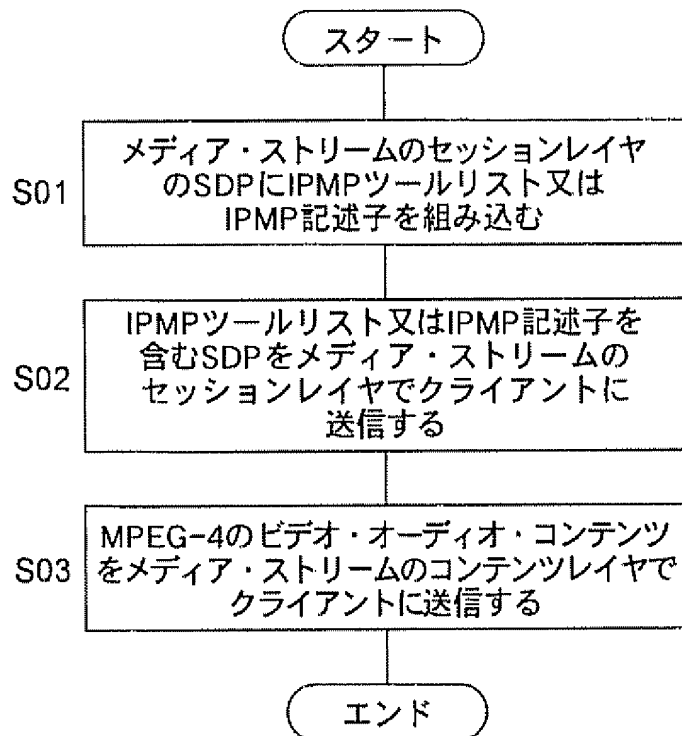 スタート
メディア・ストリームのセッションレイヤ
S01
のSDPにIPMPツールリスト又は
IPMP記述子を組み込む
IPMPツールリスト又はIPMP記述子を
含むSDPをメディア・ストリームの
S02
セッションレイヤでクライアントに
送信する
MPEG-4のビデオ・オーディオ・コンテンツ
S03
をメディア・ストリームのコンテンツレイヤで
クライアントに送信する
エンド